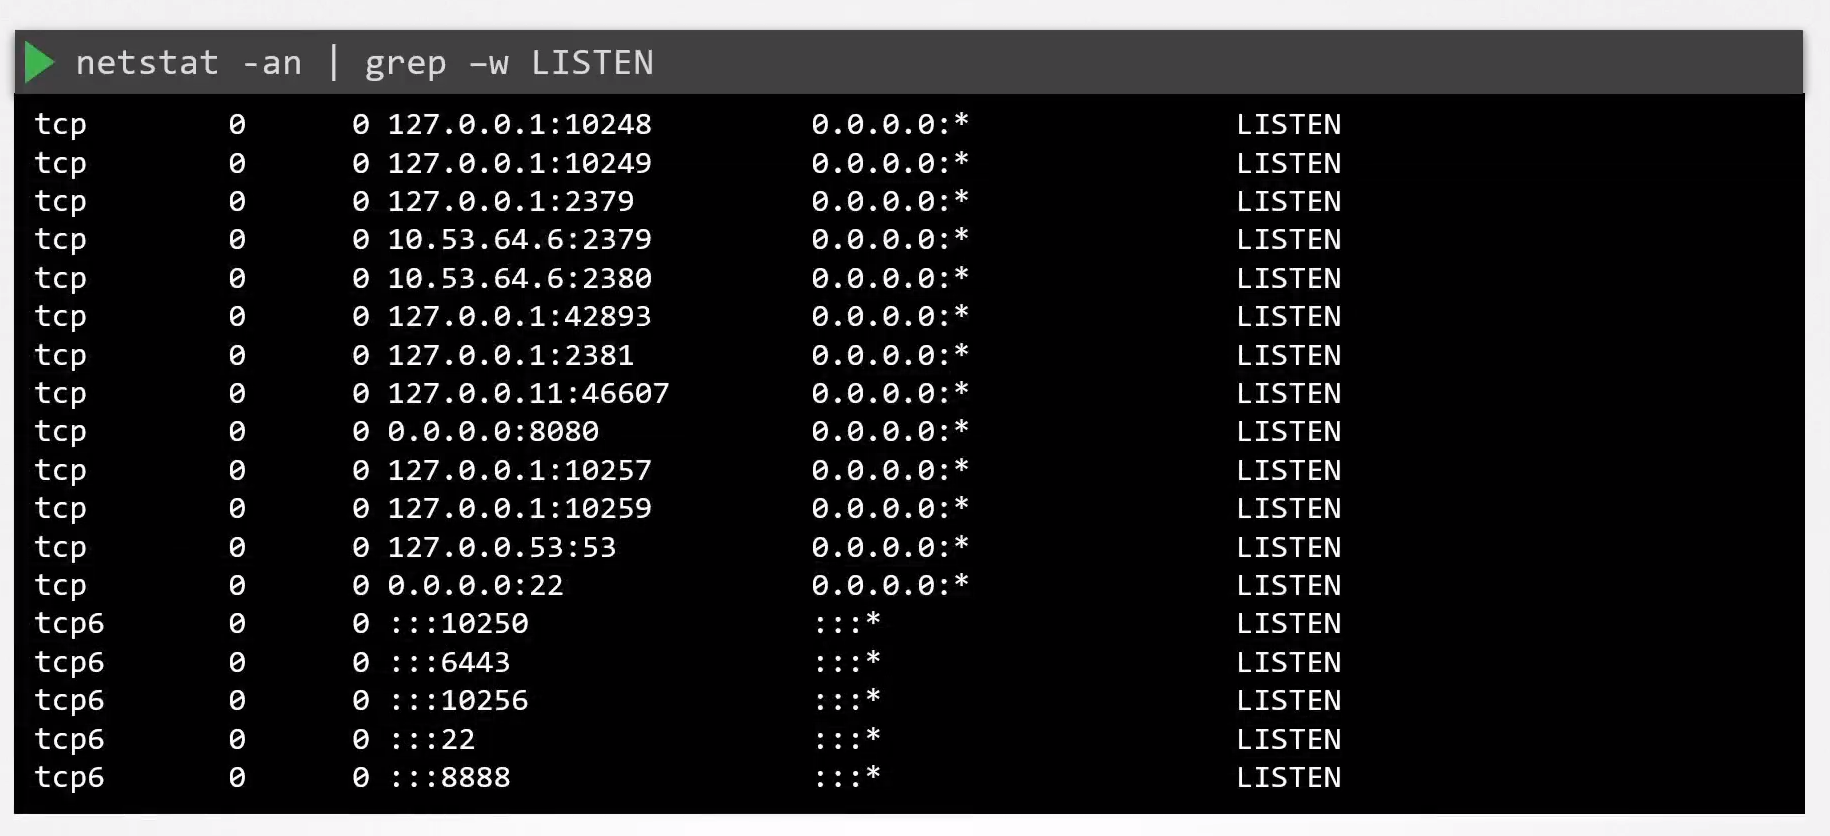 netstat -an | grep –w LISTEN
tcp 0 0 127.0.0.1:10248 0.0.0.0:* LISTEN
tcp 0 0 127.0.0.1:10249 0.0.0.0:* LISTEN
tcp 0 0 127.0.0.1:2379 0.0.0.0:* LISTEN
tcp 0 0 10.53.64.6:2379 0.0.0.0:* LISTEN
tcp 0 0 10.53.64.6:2380 0.0.0.0:* LISTEN
tcp 0 0 127.0.0.1:42893 0.0.0.0:* LISTEN
tcp 0 0 127.0.0.1:2381 0.0.0.0:* LISTEN
tcp 0 0 127.0.0.11:46607 0.0.0.0:* LISTEN
tcp 0 0 0.0.0.0:8080 0.0.0.0:* LISTEN
tcp 0 0 127.0.0.1:10257 0.0.0.0:* LISTEN
tcp 0 0 127.0.0.1:10259 0.0.0.0:* LISTEN
tcp 0 0 127.0.0.53:53 0.0.0.0:* LISTEN
tcp 0 0 0.0.0.0:22 0.0.0.0:* LISTEN
tcp6 0 0 :::10250 :::* LISTEN
tcp6 0 0 :::6443 :::* LISTEN
tcp6 0 0 :::10256 :::* LISTEN
tcp6 0 0 :::22 :::* LISTEN
tcp6 0 0 :::8888 :::* LISTEN